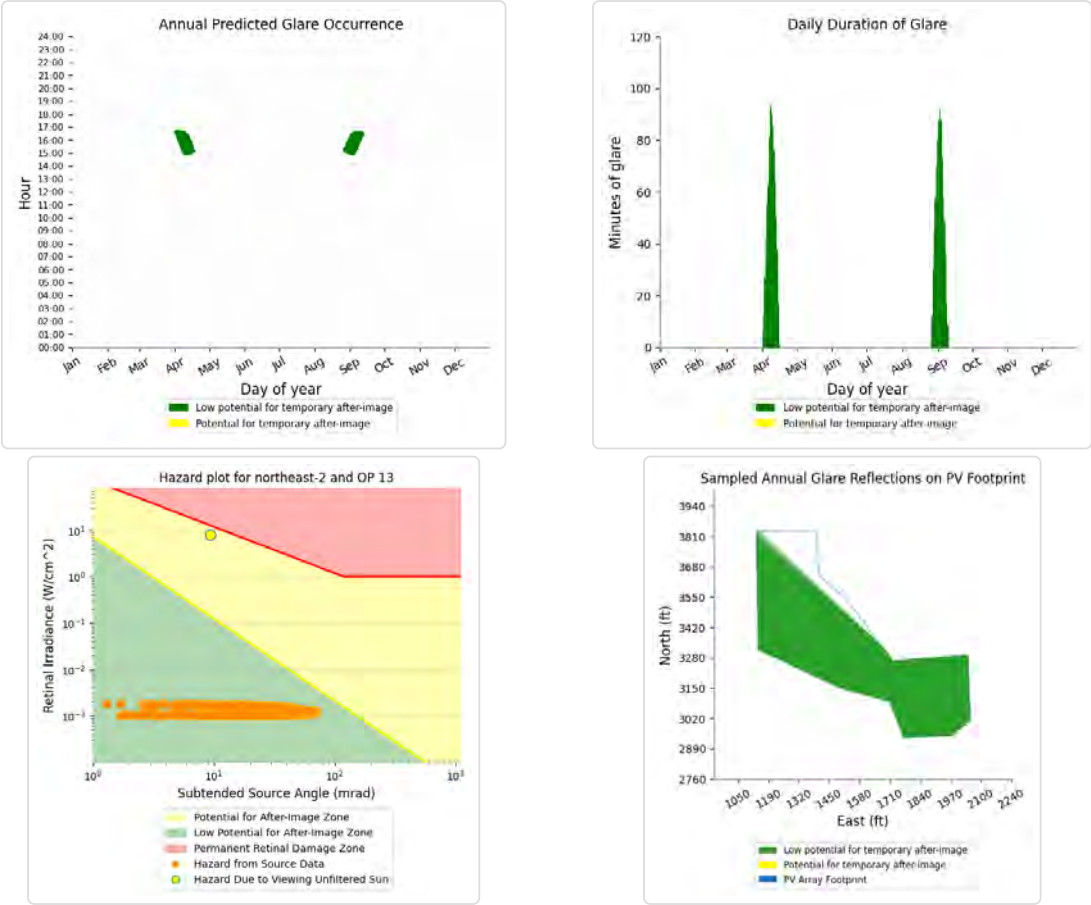 Annual Predicted Glare Occurrence
24:00
23:00
22:00
21:00
20:00
19:00
18:00
17:00
16:00
15:00
14:00
13:00
12:00
11:00
10:00
09:00
08:00
07:00
06:00
05:00
04:00
03:00
02:00
01:00
00:00
Hour
Jan Feb Mar Apr May Jun Jul Aug Sep Oct Nov Dec
Day of year
Low potential for temporary after-image
Potential for temporary after-image
Daily Duration of Glare
120
100
80
60
40
20
0
Minutes of glare
Jan Feb Mar Apr May Jun Jul Aug Sep Oct Nov Dec
Day of year
Low potential for temporary after-image
Potential for temporary after-image
Hazard plot for northeast-2 and OP 13
10^1
10^0
10^-1
10^-2
10^-3
Retinal Irradiance (W/cm^2)
10^0 10^1 10^2 10^3
Subtended Source Angle (mrad)
Potential for After-Image Zone
Low Potential for After-Image Zone
Permanent Retinal Damage Zone
Hazard from Source Data
Hazard Due to Viewing Unfiltered Sun
Sampled Annual Glare Reflections on PV Footprint
3940
3810
3680
3550
3420
3280
3150
3020
2890
2760
North (ft)
1050 1190 1320 1450 1580 1710 1840 1970 2100 2240
East (ft)
Low potential for temporary after-image
Potential for temporary after-image
PV Array Footprint